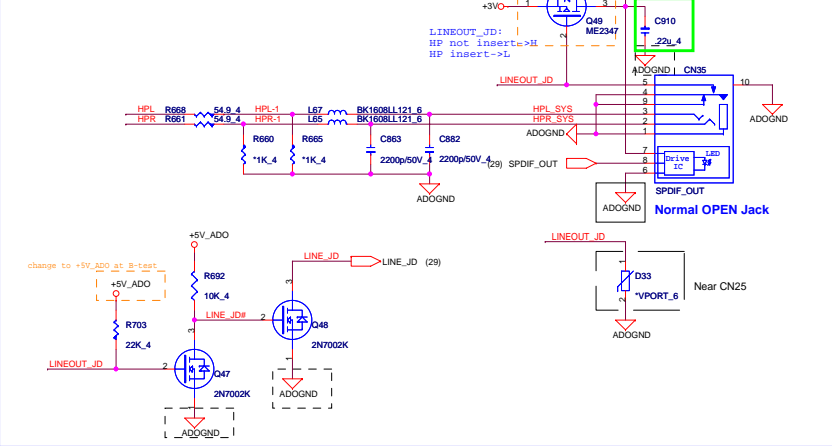 +3V
1
3
Q49
ME2347
2
C910
.22u_4
LINEOUT_JD:
HP not insert->H
HP insert->L
ADOGND
CN35
LINEOUT_JD
5
4
9
3
2
1
10
ADOGND
HPL
R668
54.9_4
HPL-1
L67
BK1608LL121_6
HPL_SYS
HPR
R661
54.9_4
HPR-1
L65
BK1608LL121_6
HPR_SYS
ADOGND
R660
*1K_4
R665
*1K_4
C863
2200p/50V_4
C882
2200p/50V_4
(29) SPDIF_OUT
7
8
6
Drive
IC
LED
ADOGND
SPDIF_OUT
ADOGND
Normal OPEN Jack
+5V_ADO
LINEOUT_JD
change to +5V_ADO at B-test
+5V_ADO
R692
10K_4
LINE_JD
LINE_JD (29)
1
D33
*VPORT_6
2
Near CN25
ADOGND
R703
22K_4
LINE_JD#
3
2
Q48
2N7002K
1
LINEOUT_JD
3
2
Q47
2N7002K
1
ADOGND
ADOGND